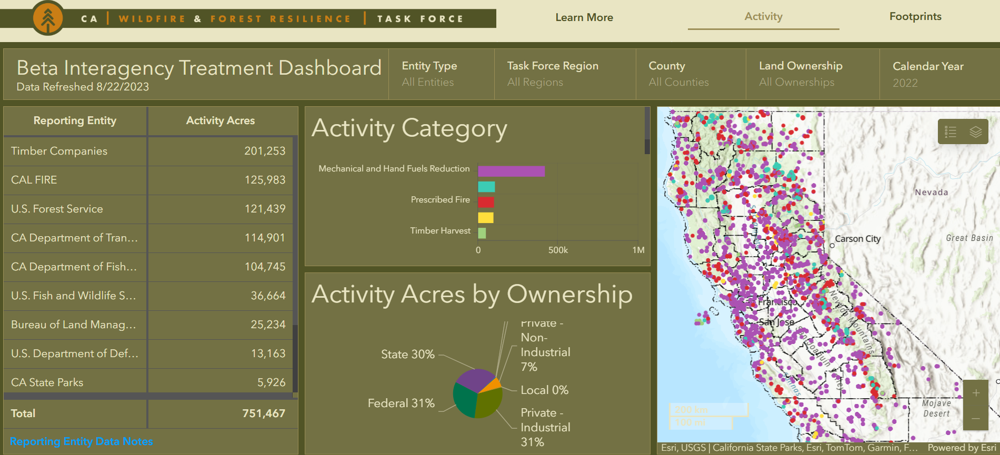 CA | WILDFIRE & FOREST RESILIENCE | TASK FORCE
Learn More
Activity
Footprints
Beta Interagency Treatment Dashboard
Data Refreshed 8/22/2023
Entity Type
All Entities
Task Force Region
All Regions
County
All Counties
Land Ownership
All Ownerships
Calendar Year
2022
Reporting Entity Activity Acres
Timber Companies 201,253
CAL FIRE 125,983
U.S. Forest Service 121,439
CA Department of Tran... 114,901
CA Department of Fish... 104,745
U.S. Fish and Wildlife S... 36,664
Bureau of Land Manag... 25,234
U.S. Department of Def... 13,163
CA State Parks 5,926
Total 751,467
Reporting Entity Data Notes
Activity Category
Mechanical and Hand Fuels Reduction
Prescribed Fire
Timber Harvest
0 500k 1M
Activity Acres by Ownership
Private -
Non-
Industrial
7%
State 30%
Local 0%
Federal 31%
Private -
Industrial
31%
Nevada
Great Basin
Carson City
Francisco
San Jose
Nevada Mountains
San Joaquin
Mojave
Desert
200 km
100 mi
+
−
Esri, USGS | California State Parks, Esri, TomTom, Garmin, F... Powered by Esri